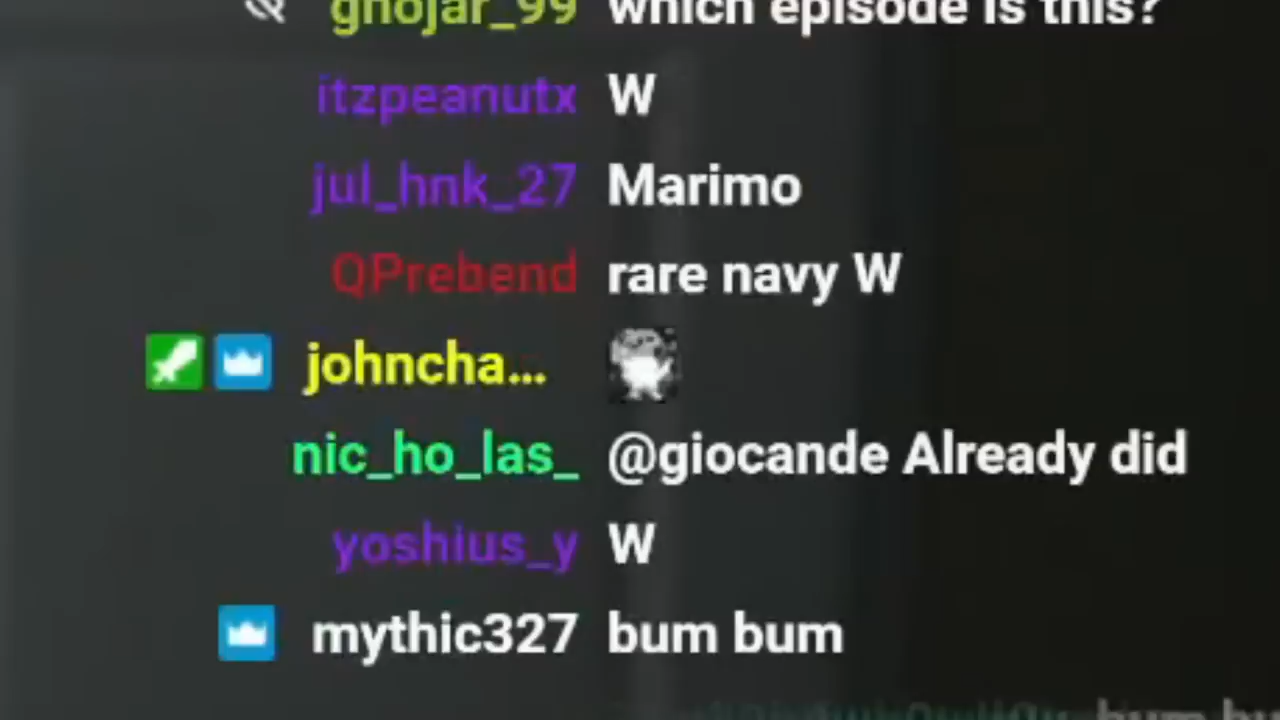 ghojar_99 which episode is this?
itzpeanutx W
jul_hnk_27 Marimo
QPrebend rare navy W
johncha...
nic_ho_las_ @giocande Already did
yoshius_y W
mythic327 bum bum